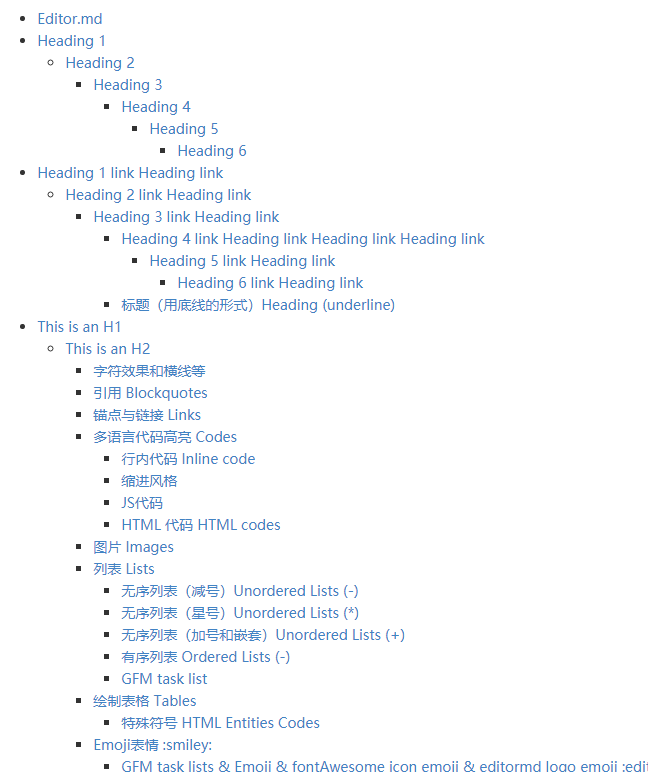 Editor.md
Heading 1
Heading 2
Heading 3
Heading 4
Heading 5
Heading 6
Heading 1 link Heading link
Heading 2 link Heading link
Heading 3 link Heading link
Heading 4 link Heading link Heading link Heading link
Heading 5 link Heading link
Heading 6 link Heading link
标题（用底线的形式）Heading (underline)
This is an H1
This is an H2
字符效果和横线等
引用 Blockquotes
锚点与链接 Links
多语言代码高亮 Codes
行内代码 Inline code
缩进风格
JS代码
HTML 代码 HTML codes
图片 Images
列表 Lists
无序列表（减号）Unordered Lists (-)
无序列表（星号）Unordered Lists (*)
无序列表（加号和嵌套）Unordered Lists (+)
有序列表 Ordered Lists (-)
GFM task list
绘制表格 Tables
特殊符号 HTML Entities Codes
Emoji表情 :smiley:
GFM task lists & Emoji & fontAwesome icon emoji & editormd logo emoji :edit